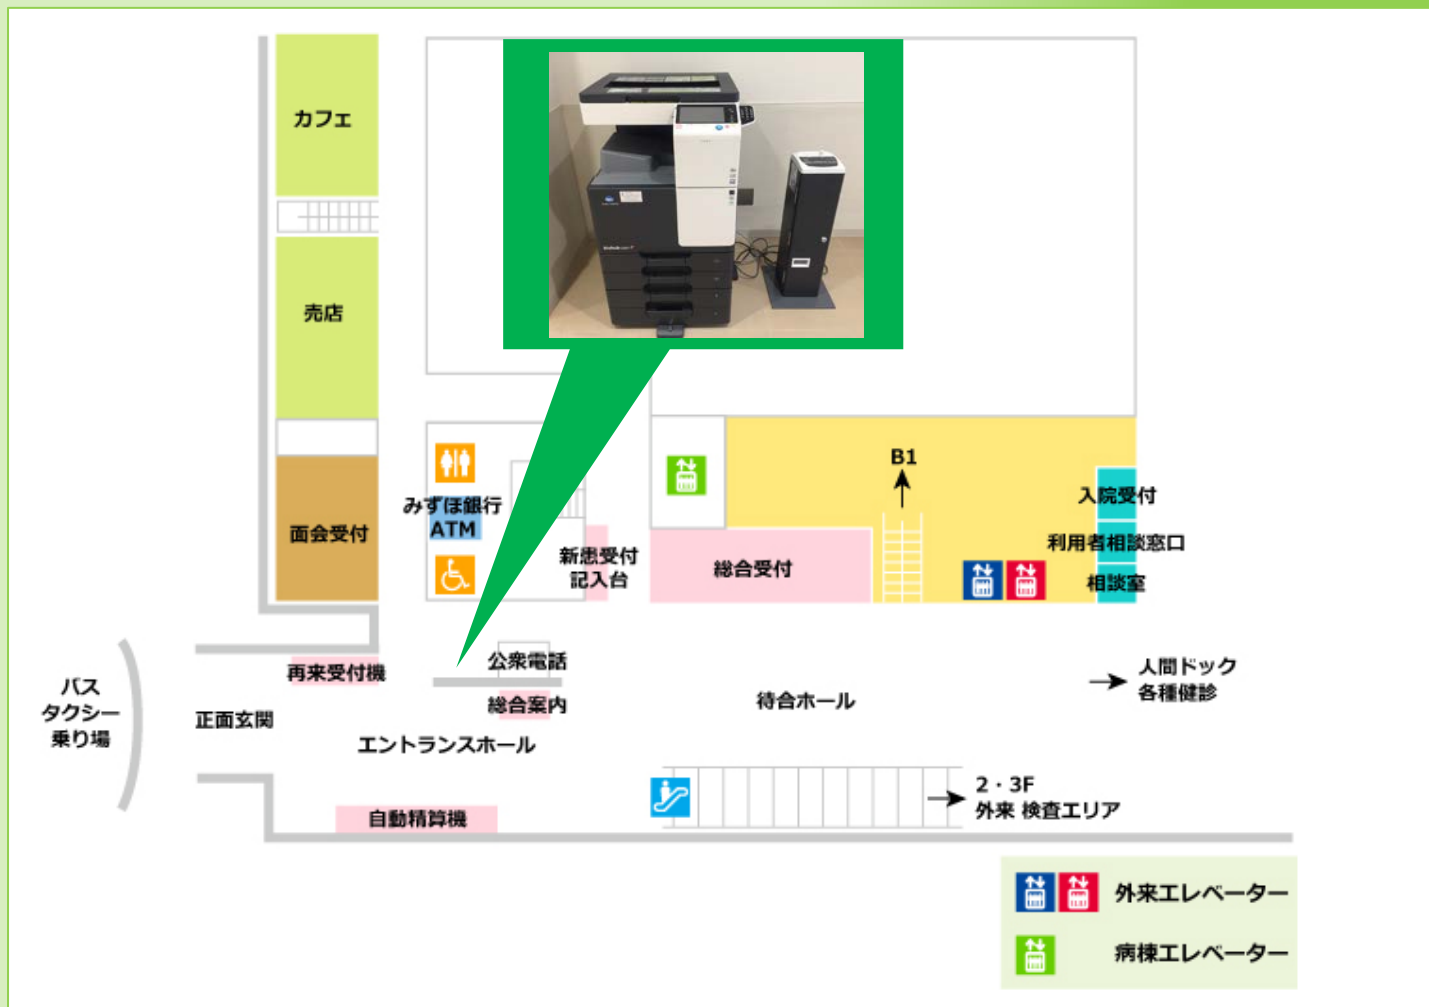 カフェ
売店
面会受付
みずほ銀行
ATM
新患受付
記入台
総合受付
B1
入院受付
利用者相談窓口
相談室
公衆電話
再来受付機
総合案内
バス
タクシー
乗り場
正面玄関
エントランスホール
待合ホール
人間ドック
各種健診
自動精算機
2・3F
外来 検査エリア
外来エレベーター
病棟エレベーター